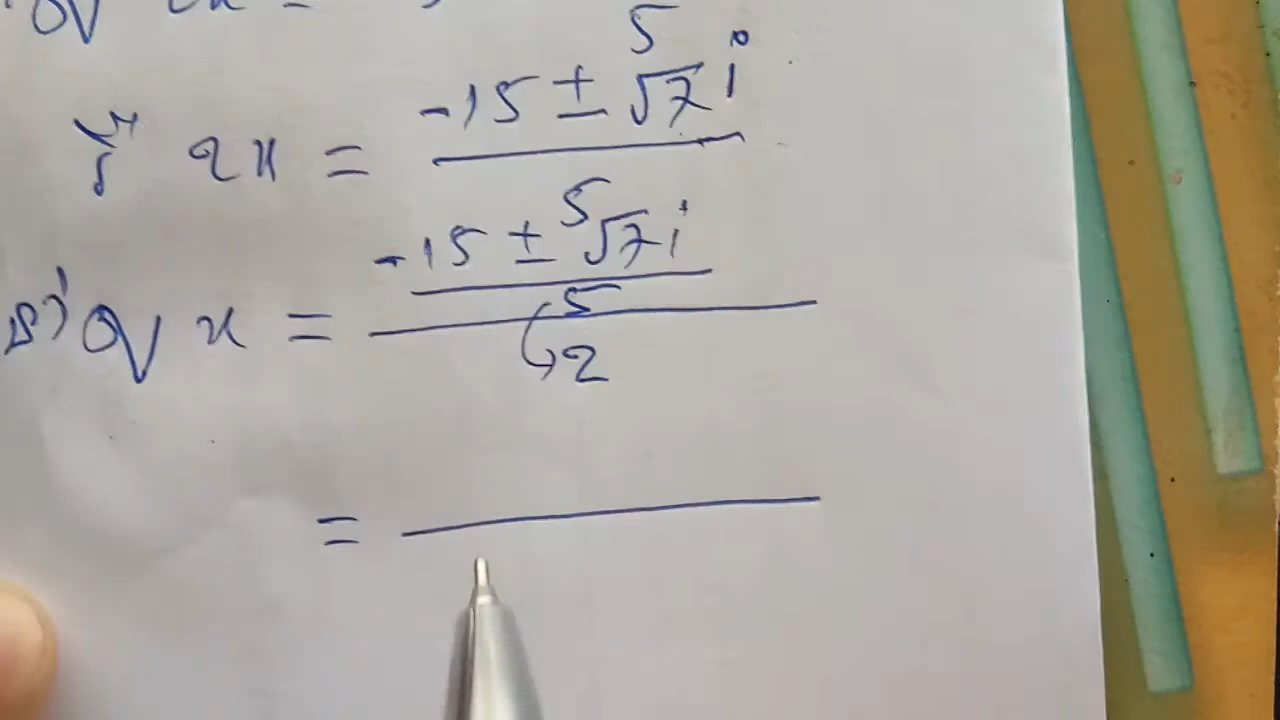 2x = (-15 ± 5√7 i) /
x = ((-15 ± 5√7 i) / 5) / 2
=